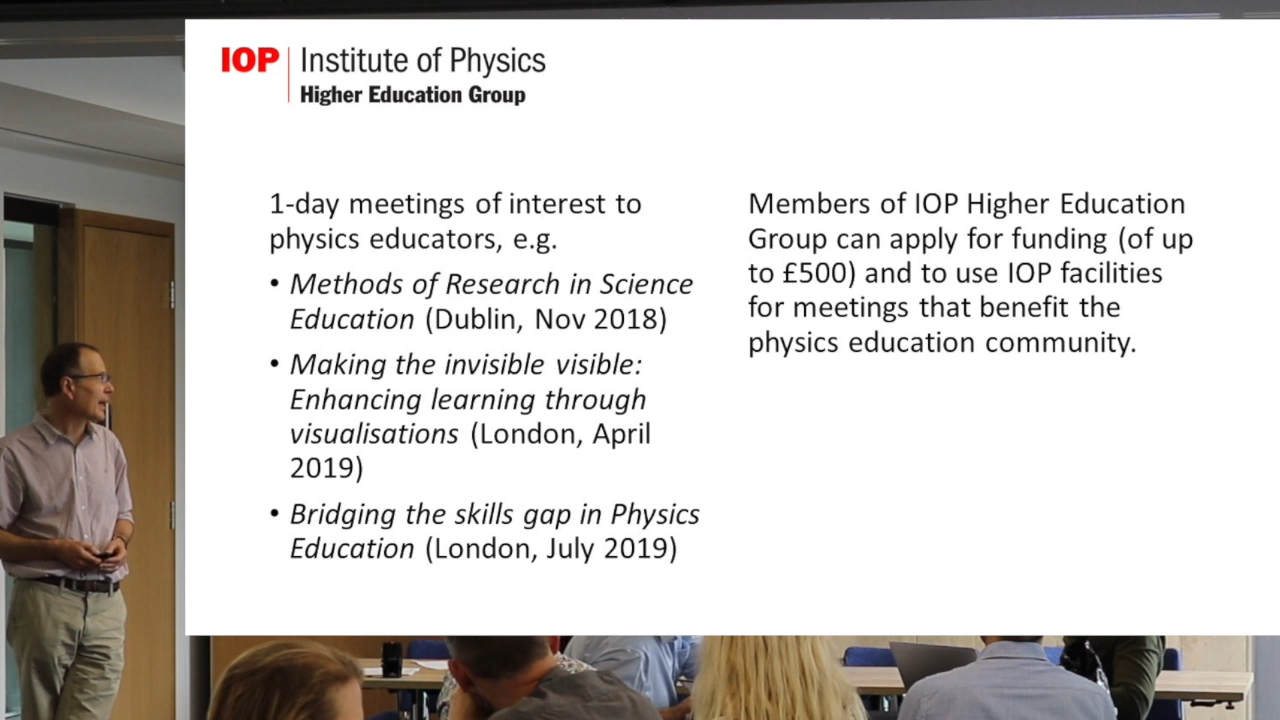 IOP Institute of Physics
Higher Education Group
1-day meetings of interest to
physics educators, e.g.
• Methods of Research in Science
Education (Dublin, Nov 2018)
• Making the invisible visible:
Enhancing learning through
visualisations (London, April
2019)
• Bridging the skills gap in Physics
Education (London, July 2019)
Members of IOP Higher Education
Group can apply for funding (of up
to £500) and to use IOP facilities
for meetings that benefit the
physics education community.